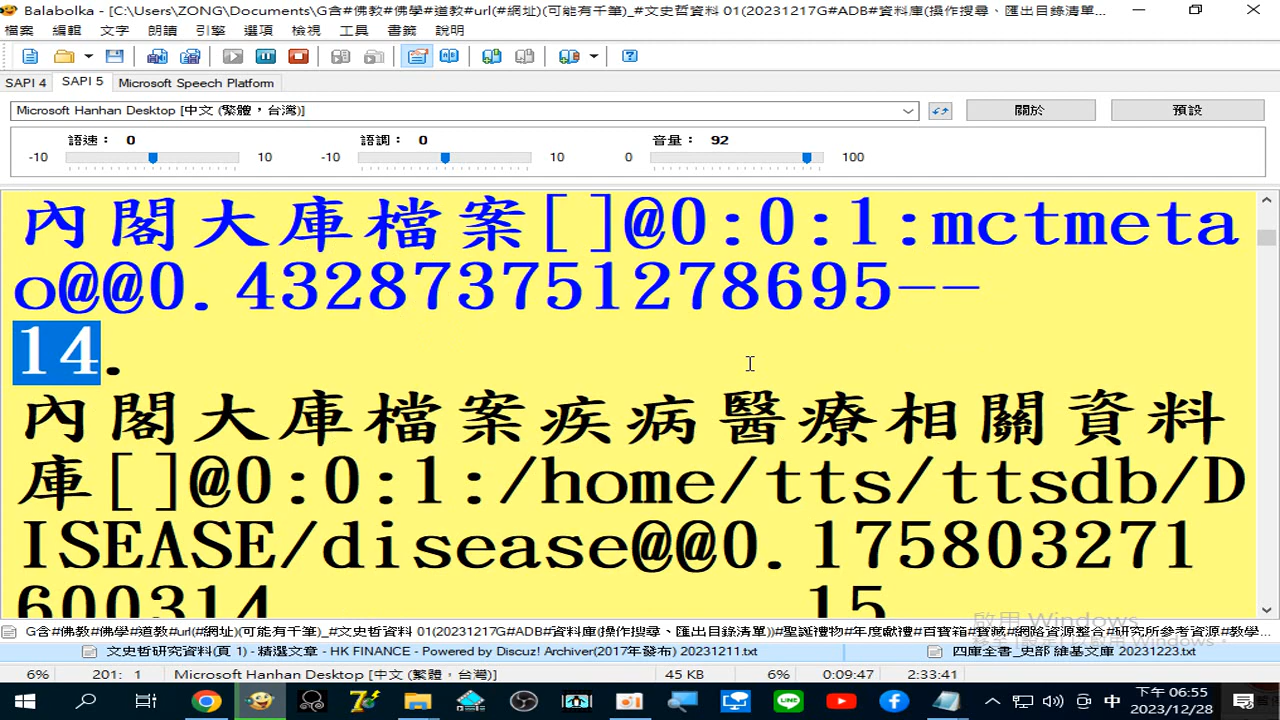 Balabolka - [C:\Users\ZONG\Documents\G含#佛教#佛學#道教#url(#網址)(可能有千筆)_#文史哲資料 01(20231217G#ADB#資料庫(操作搜尋、匯出目錄清單...
檔案 編輯 文字 朗讀 引擎 選項 檢視 工具 書籤 說明
SAPI 4 SAPI 5 Microsoft Speech Platform
Microsoft Hanhan Desktop [中文 (繁體，台灣)] 關於 預設
語速： 0 語調： 0 音量： 92
-10 10 -10 10 0 100
內閣大庫檔案[]@0:0:1:mctmeta
o@@0.432873751278695--
14.
內閣大庫檔案疾病醫療相關資料
庫[]@0:0:1:/home/tts/ttsdb/D
ISEASE/disease@@0.175803271
600314 15
啟用 Windows
G含#佛教#佛學#道教#url(#網址)(可能有千筆)_#文史哲資料 01(20231217G#ADB#資料庫(操作搜尋、匯出目錄清單))#聖誕禮物#年度獻禮#百寶箱#寶城#網路資源整合#研究所參考資源#教學...
文史哲研究資料(頁 1) - 精選文章 - HK FINANCE - Powered by Discuz! Archiver(2017年發布) 20231211.txt 四庫全書_史部 維基文庫 20231223.txt
6% 201: 1 Microsoft Hanhan Desktop [中文 (繁體，台灣)] 45 KB 6% 0:09:47 2:33:41
中 下午 06:55
2023/12/28